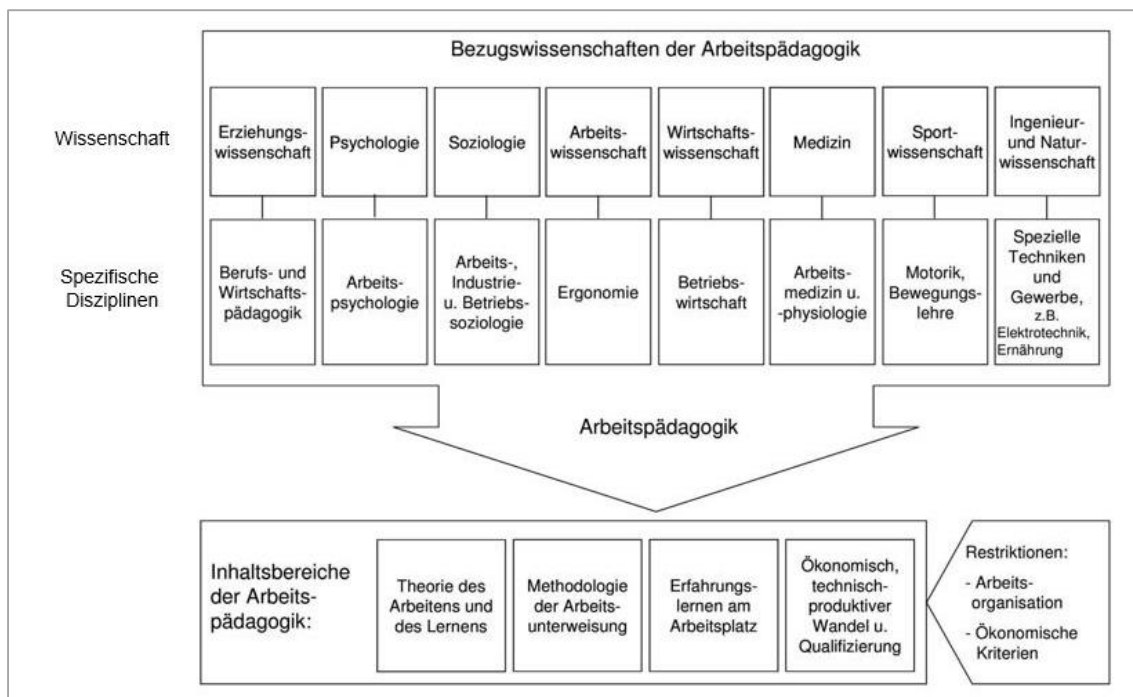 Bezugswissenschaften der Arbeitspädagogik
Wissenschaft
Erziehungs-
wissenschaft
Psychologie
Soziologie
Arbeits-
wissenschaft
Wirtschafts-
wissenschaft
Medizin
Sport-
wissenschaft
Ingenieur-
und Natur-
wissenschaft
Spezifische
Disziplinen
Berufs- und
Wirtschafts-
pädagogik
Arbeits-
psychologie
Arbeits-,
Industrie-
u. Betriebs-
soziologie
Ergonomie
Betriebs-
wirtschaft
Arbeits-
medizin u.
-physiologie
Motorik,
Bewegungs-
lehre
Spezielle
Techniken
und
Gewerbe,
z.B.
Elektrotechnik,
Ernährung
Arbeitspädagogik
Inhaltsbereiche
der Arbeits-
pädagogik:
Theorie des
Arbeitens und
des Lernens
Methodologie
der Arbeits-
unterweisung
Erfahrungs-
lernen am
Arbeitsplatz
Ökonomisch,
technisch-
produktiver
Wandel u.
Qualifizierung
Restriktionen:
- Arbeits-
organisation
- Ökonomische
Kriterien